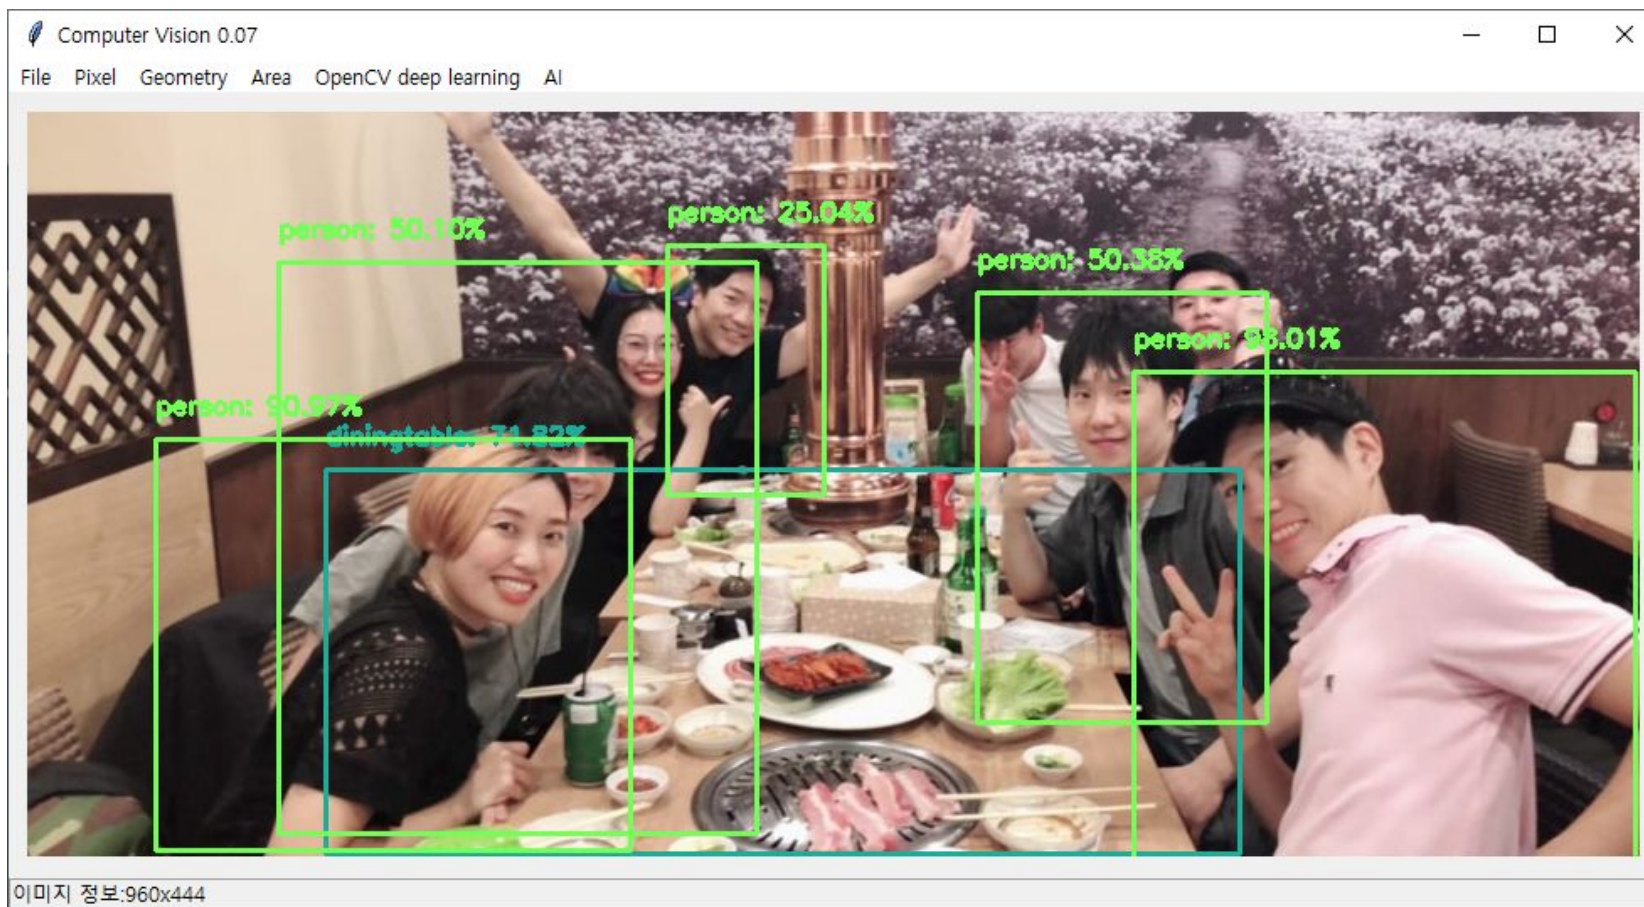 Computer Vision 0.07
File Pixel Geometry Area OpenCV deep learning AI
person: 25.04%
person: 50.10%
person: 50.38%
person: 98.01%
person: 90.97%
diningtable: 71.82%
이미지 정보:960x444